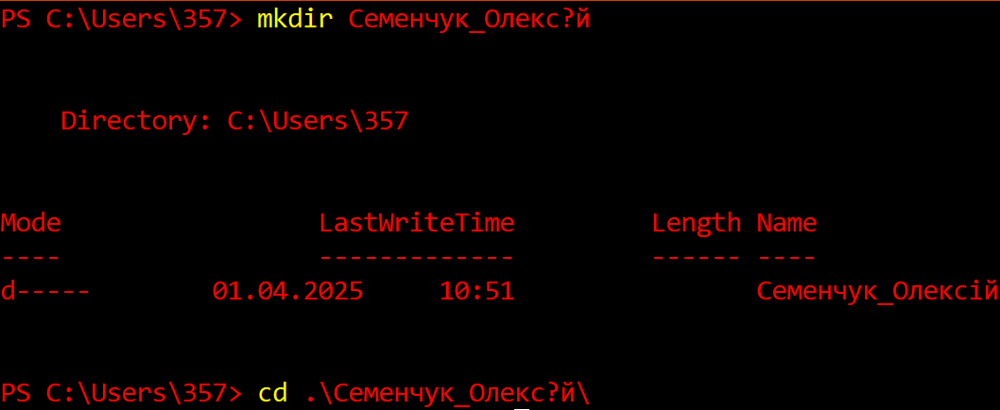 PS C:\Users\357> mkdir Семенчук_Олекс?й
Directory: C:\Users\357
Mode LastWriteTime Length Name
---- ------------- ------ ----
d----- 01.04.2025 10:51 Семенчук_Олексій
PS C:\Users\357> cd .\Семенчук_Олекс?й\